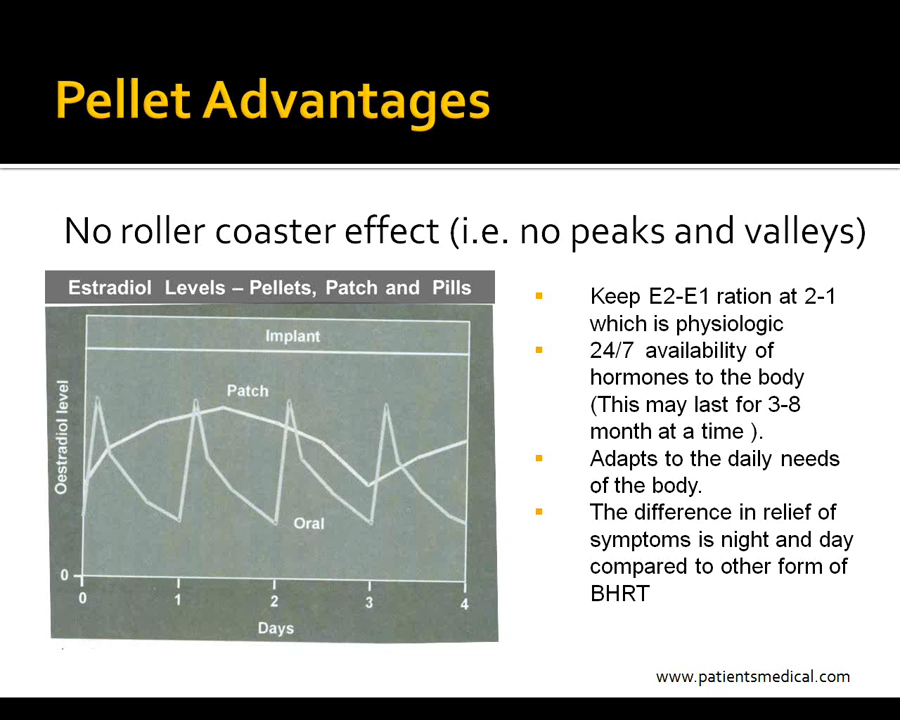 Pellet Advantages
No roller coaster effect (i.e. no peaks and valleys)
Estradiol Levels – Pellets, Patch and Pills
Implant
Patch
Oral
Oestradiol level
0
0 1 2 3 4
Days
Keep E2-E1 ration at 2-1
which is physiologic
24/7 availability of
hormones to the body
(This may last for 3-8
month at a time ).
Adapts to the daily needs
of the body.
The difference in relief of
symptoms is night and day
compared to other form of
BHRT
www.patientsmedical.com